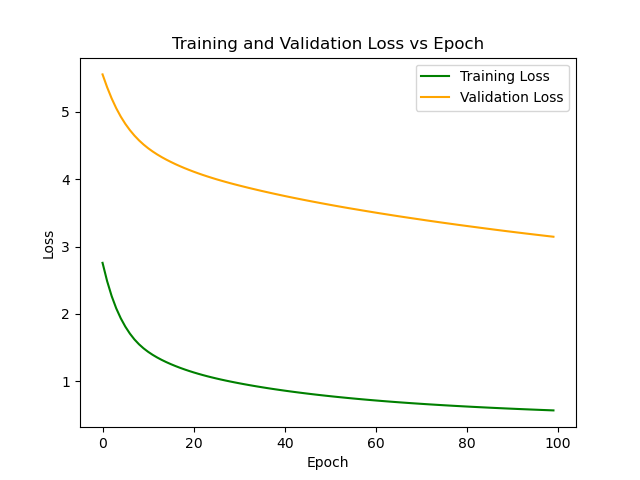 Training and Validation Loss vs Epoch
Training Loss
Validation Loss
5
4
3
2
1
Loss
0 20 40 60 80 100
Epoch